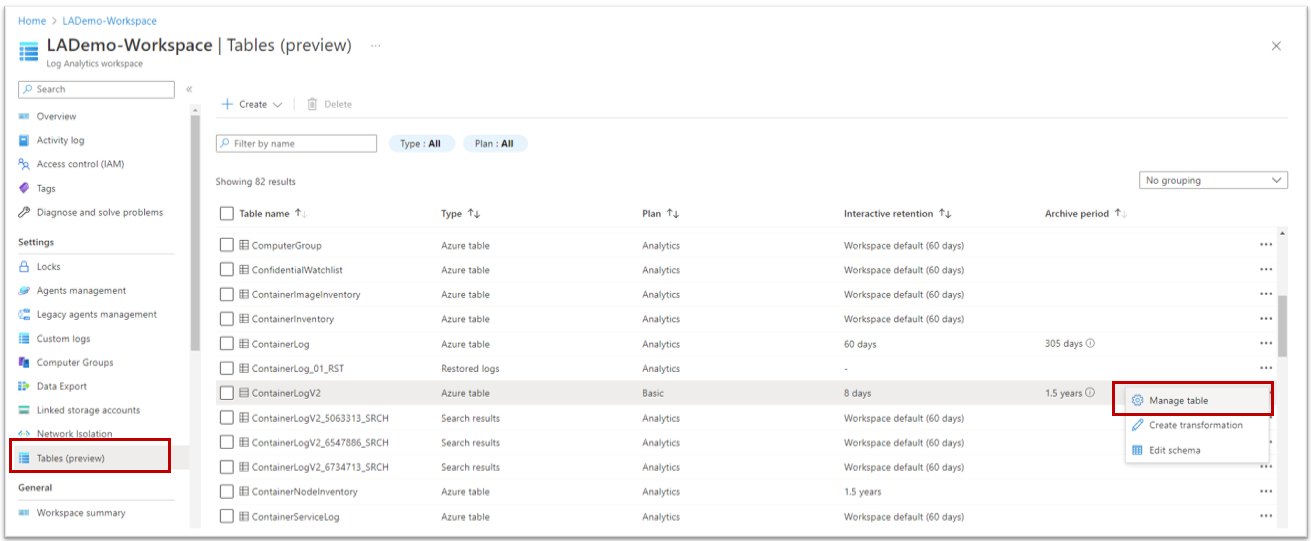 Home > LADemo-Workspace
LADemo-Workspace | Tables (preview) ...
Log Analytics workspace
Search «
Overview
Activity log
Access control (IAM)
Tags
Diagnose and solve problems
Settings
Locks
Agents management
Legacy agents management
Custom logs
Computer Groups
Data Export
Linked storage accounts
Network Isolation
Tables (preview)
General
Workspace summary
Create Delete
Filter by name Type : All Plan : All
Showing 82 results No grouping
Table name Type Plan Interactive retention Archive period
ComputerGroup Azure table Analytics Workspace default (60 days)
ConfidentialWatchlist Azure table Analytics Workspace default (60 days)
ContainerImageInventory Azure table Analytics Workspace default (60 days)
ContainerInventory Azure table Analytics Workspace default (60 days)
ContainerLog Azure table Analytics 60 days 305 days
ContainerLog_01_RST Restored logs Analytics -
ContainerLogV2 Azure table Basic 8 days 1.5 years
ContainerLogV2_5063313_SRCH Search results Analytics Workspace default (60 days)
ContainerLogV2_6547886_SRCH Search results Analytics Workspace default (60 days)
ContainerLogV2_6734713_SRCH Search results Analytics Workspace default (60 days)
ContainerNodeInventory Azure table Analytics 1.5 years
ContainerServiceLog Azure table Analytics Workspace default (60 days)
Manage table
Create transformation
Edit schema